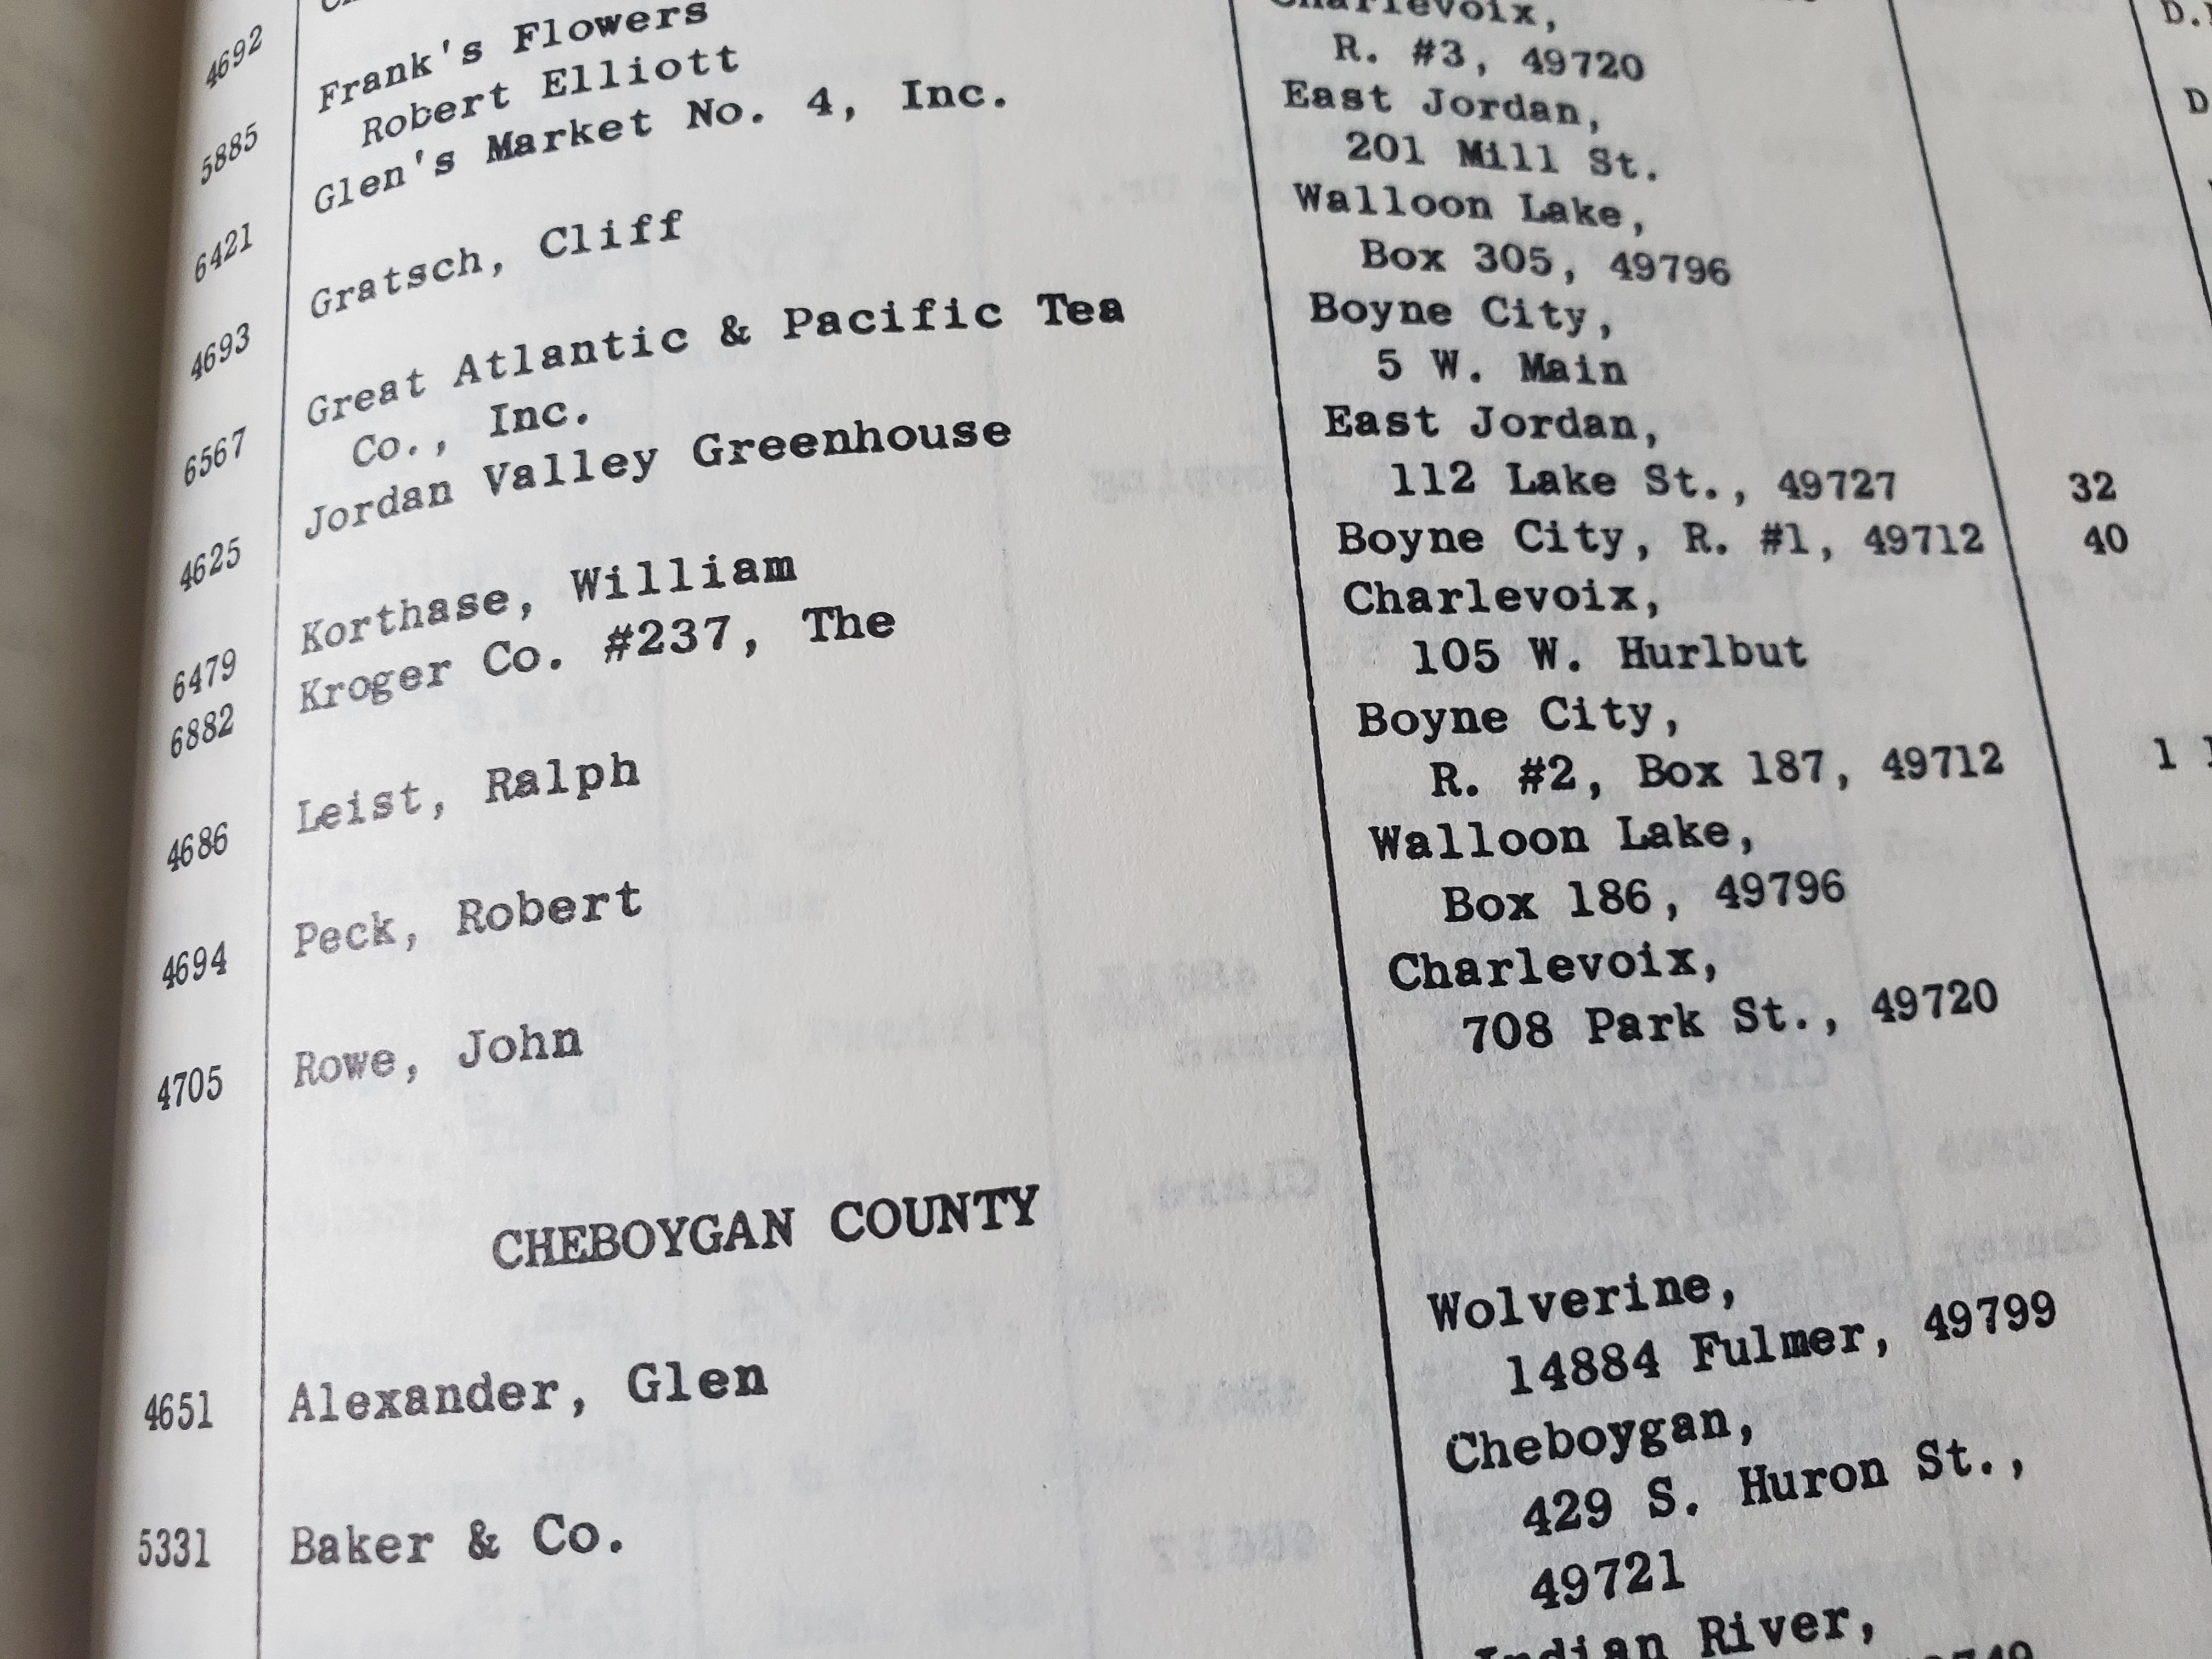 4692
5885 Frank's Flowers Charlevoix,
Robert Elliott R. #3, 49720
6421 Glen's Market No. 4, Inc. East Jordan,
201 Mill St.
4693 Gratsch, Cliff Walloon Lake,
Box 305, 49796
6567 Great Atlantic & Pacific Tea Boyne City,
Co., Inc. 5 W. Main
4625 Jordan Valley Greenhouse East Jordan,
112 Lake St., 49727 32
6479 Korthase, William Boyne City, R. #1, 49712 40
6882 Kroger Co. #237, The Charlevoix,
105 W. Hurlbut
4686 Leist, Ralph Boyne City,
R. #2, Box 187, 49712 1
4694 Peck, Robert Walloon Lake,
Box 186, 49796
4705 Rowe, John Charlevoix,
708 Park St., 49720
CHEBOYGAN COUNTY
4651 Alexander, Glen Wolverine,
14884 Fulmer, 49799
5331 Baker & Co. Cheboygan,
429 S. Huron St.,
49721
Indian River,